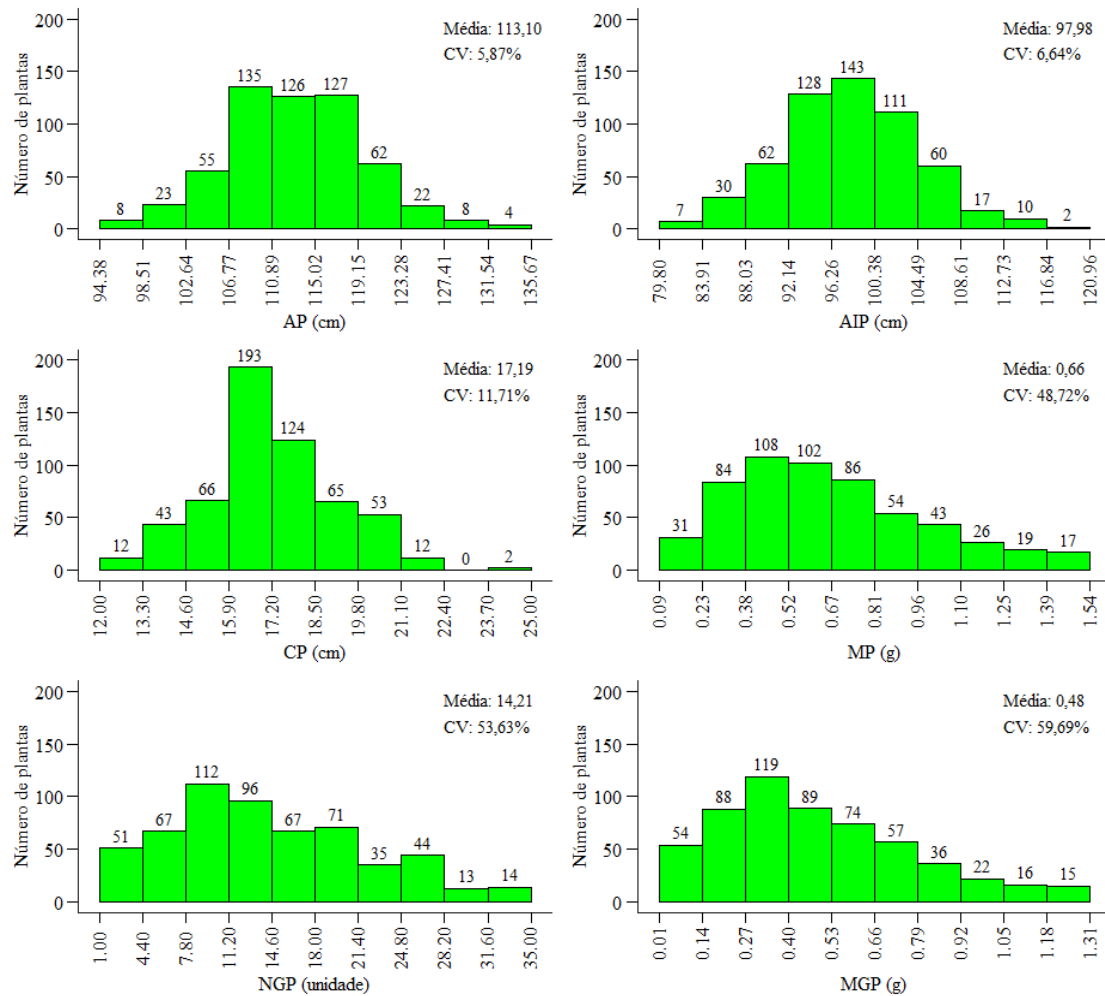 Número de plantas
200
150
100
50
0
Média: 113,10
CV: 5,87%
8 23 55 135 126 127 62 22 8 4
94.38 98.51 102.64 106.77 110.89 115.02 119.15 123.28 127.41 131.54 135.67
AP (cm)
Número de plantas
200
150
100
50
0
Média: 97,98
CV: 6,64%
7 30 62 128 143 111 60 17 10 2
79.80 83.91 88.03 92.14 96.26 100.38 104.49 108.61 112.73 116.84 120.96
AIP (cm)
Número de plantas
200
150
100
50
0
Média: 17,19
CV: 11,71%
12 43 66 193 124 65 53 12 0 2
12.00 13.30 14.60 15.90 17.20 18.50 19.80 21.10 22.40 23.70 25.00
CP (cm)
Número de plantas
200
150
100
50
0
Média: 0,66
CV: 48,72%
31 84 108 102 86 54 43 26 19 17
0.09 0.23 0.38 0.52 0.67 0.81 0.96 1.10 1.25 1.39 1.54
MP (g)
Número de plantas
200
150
100
50
0
Média: 14,21
CV: 53,63%
51 67 112 96 67 71 35 44 13 14
1.00 4.40 7.80 11.20 14.60 18.00 21.40 24.80 28.20 31.60 35.00
NGP (unidade)
Número de plantas
200
150
100
50
0
Média: 0,48
CV: 59,69%
54 88 119 89 74 57 36 22 16 15
0.01 0.14 0.27 0.40 0.53 0.66 0.79 0.92 1.05 1.18 1.31
MGP (g)